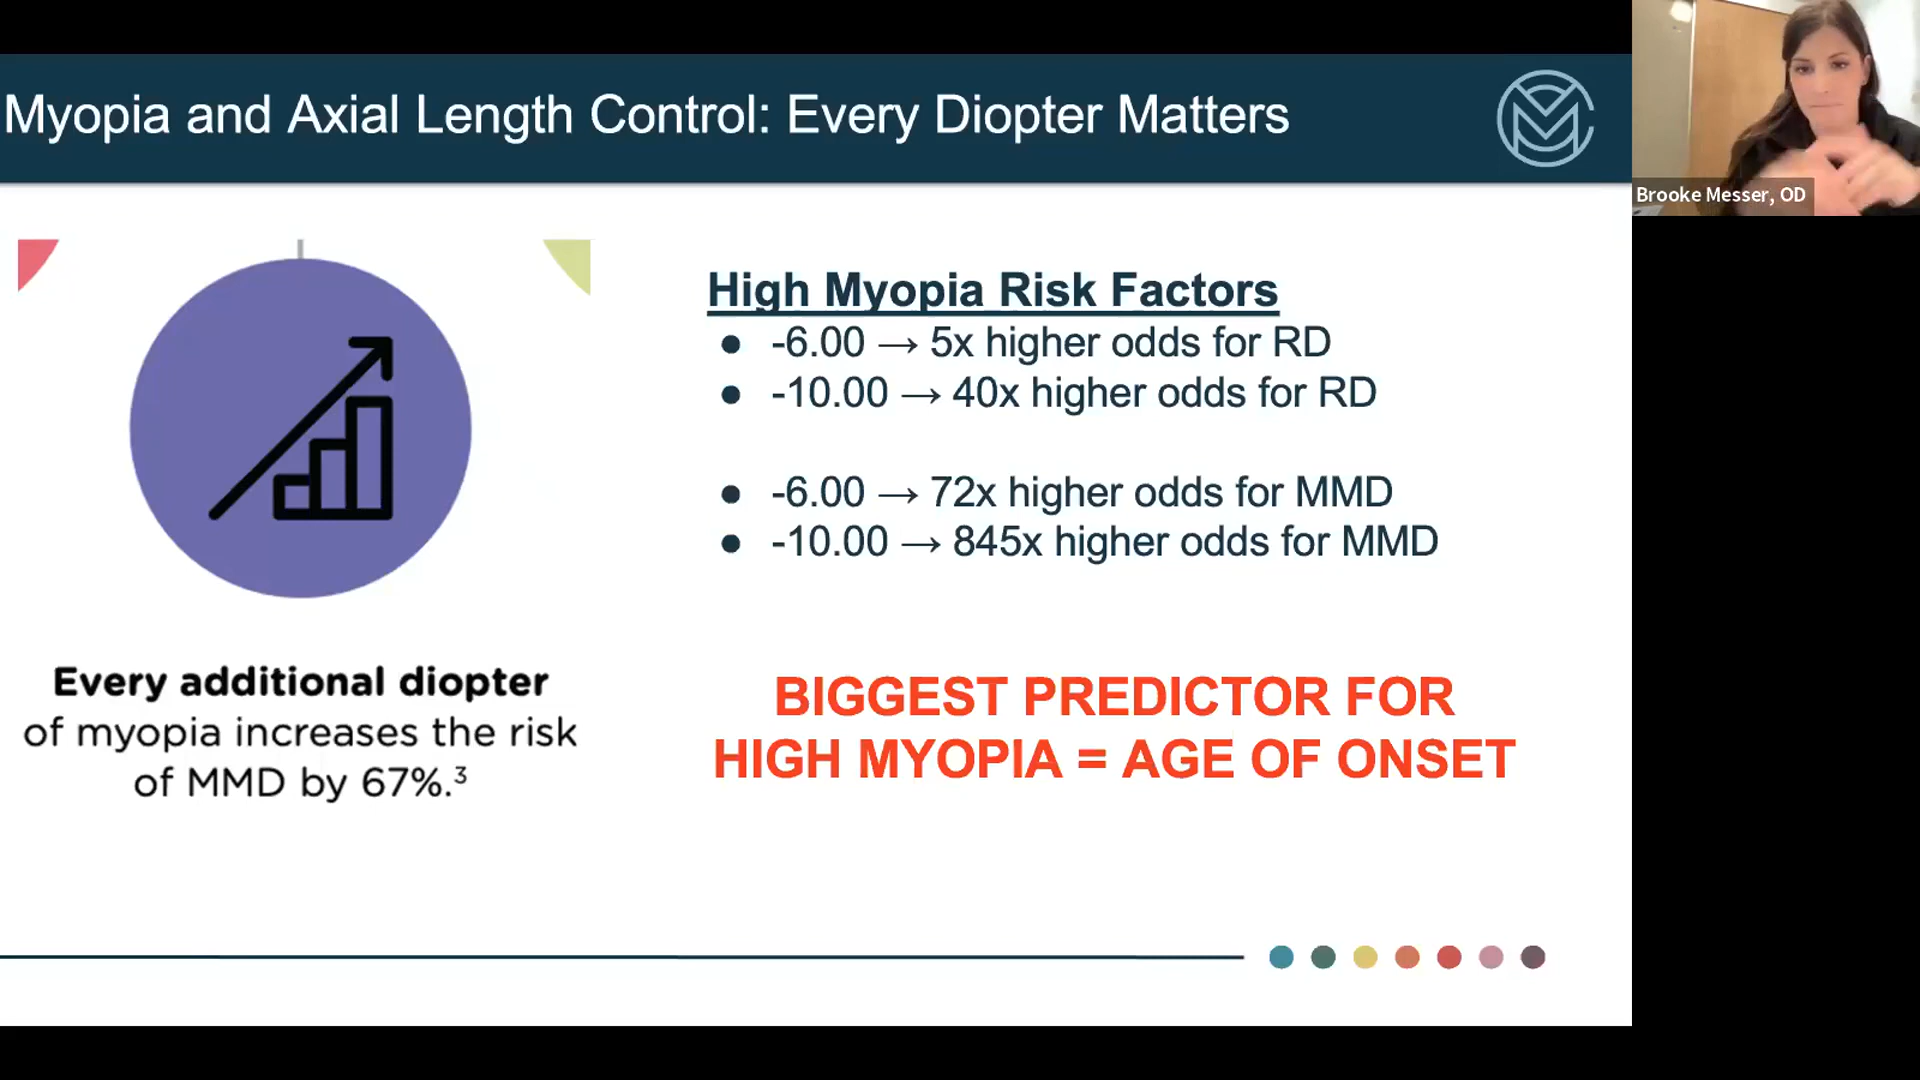 Myopia and Axial Length Control: Every Diopter Matters
Brooke Messer, OD
High Myopia Risk Factors
● -6.00 → 5x higher odds for RD
● -10.00 → 40x higher odds for RD
● -6.00 → 72x higher odds for MMD
● -10.00 → 845x higher odds for MMD
Every additional diopter
of myopia increases the risk
of MMD by 67%.³
BIGGEST PREDICTOR FOR
HIGH MYOPIA = AGE OF ONSET